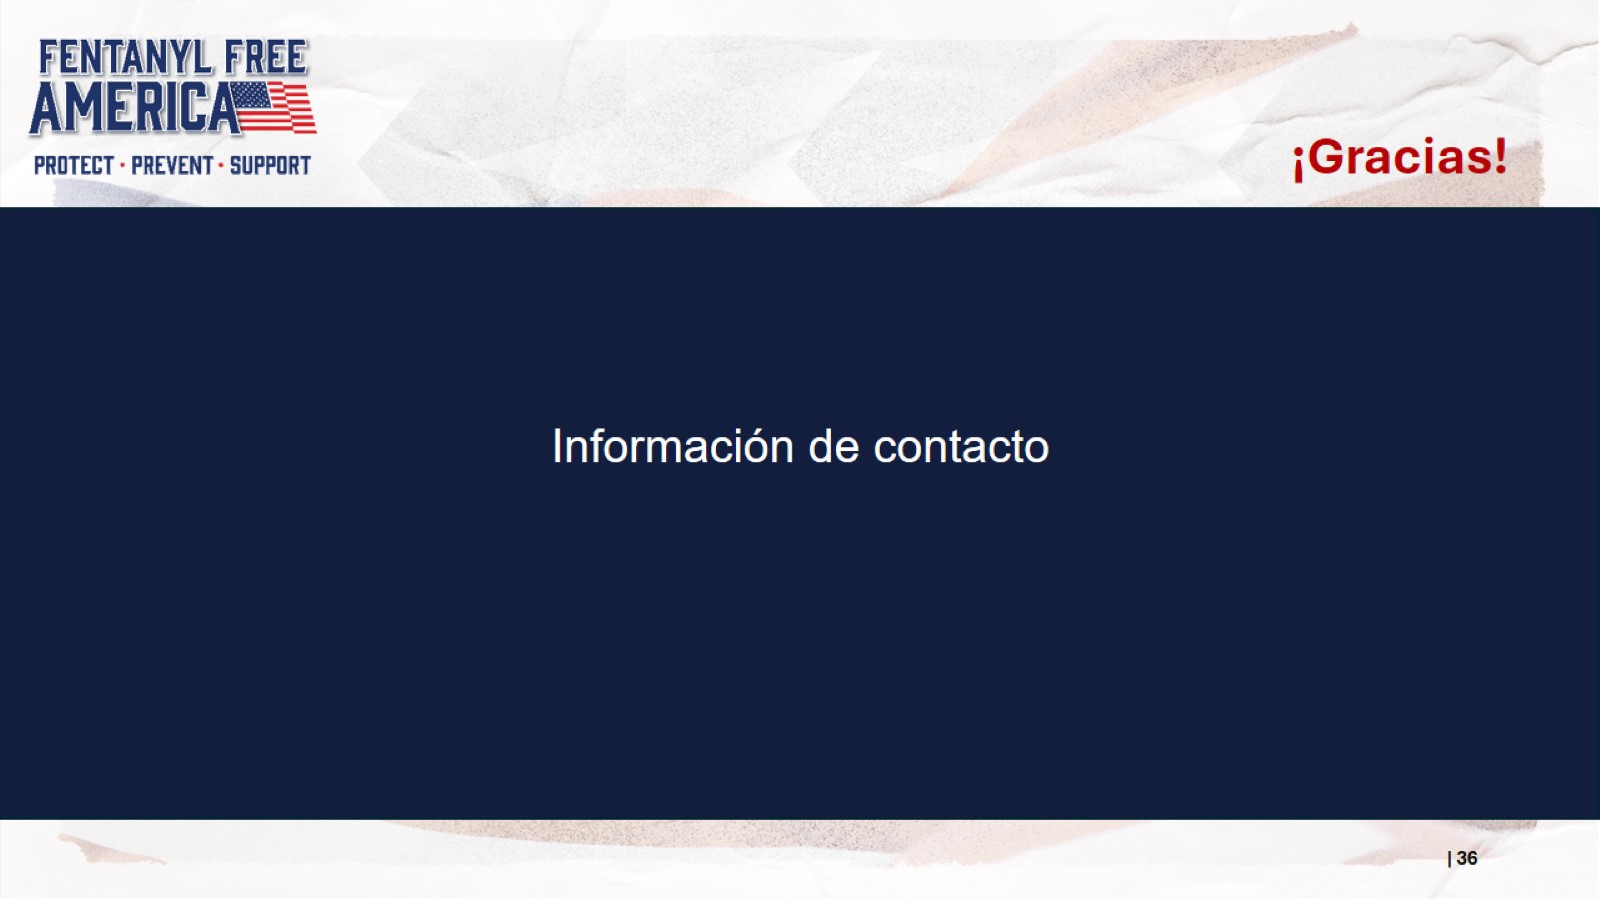 FENTANYL FREE
AMERICA
PROTECT · PREVENT · SUPPORT
¡Gracias!
Información de contacto
| 36